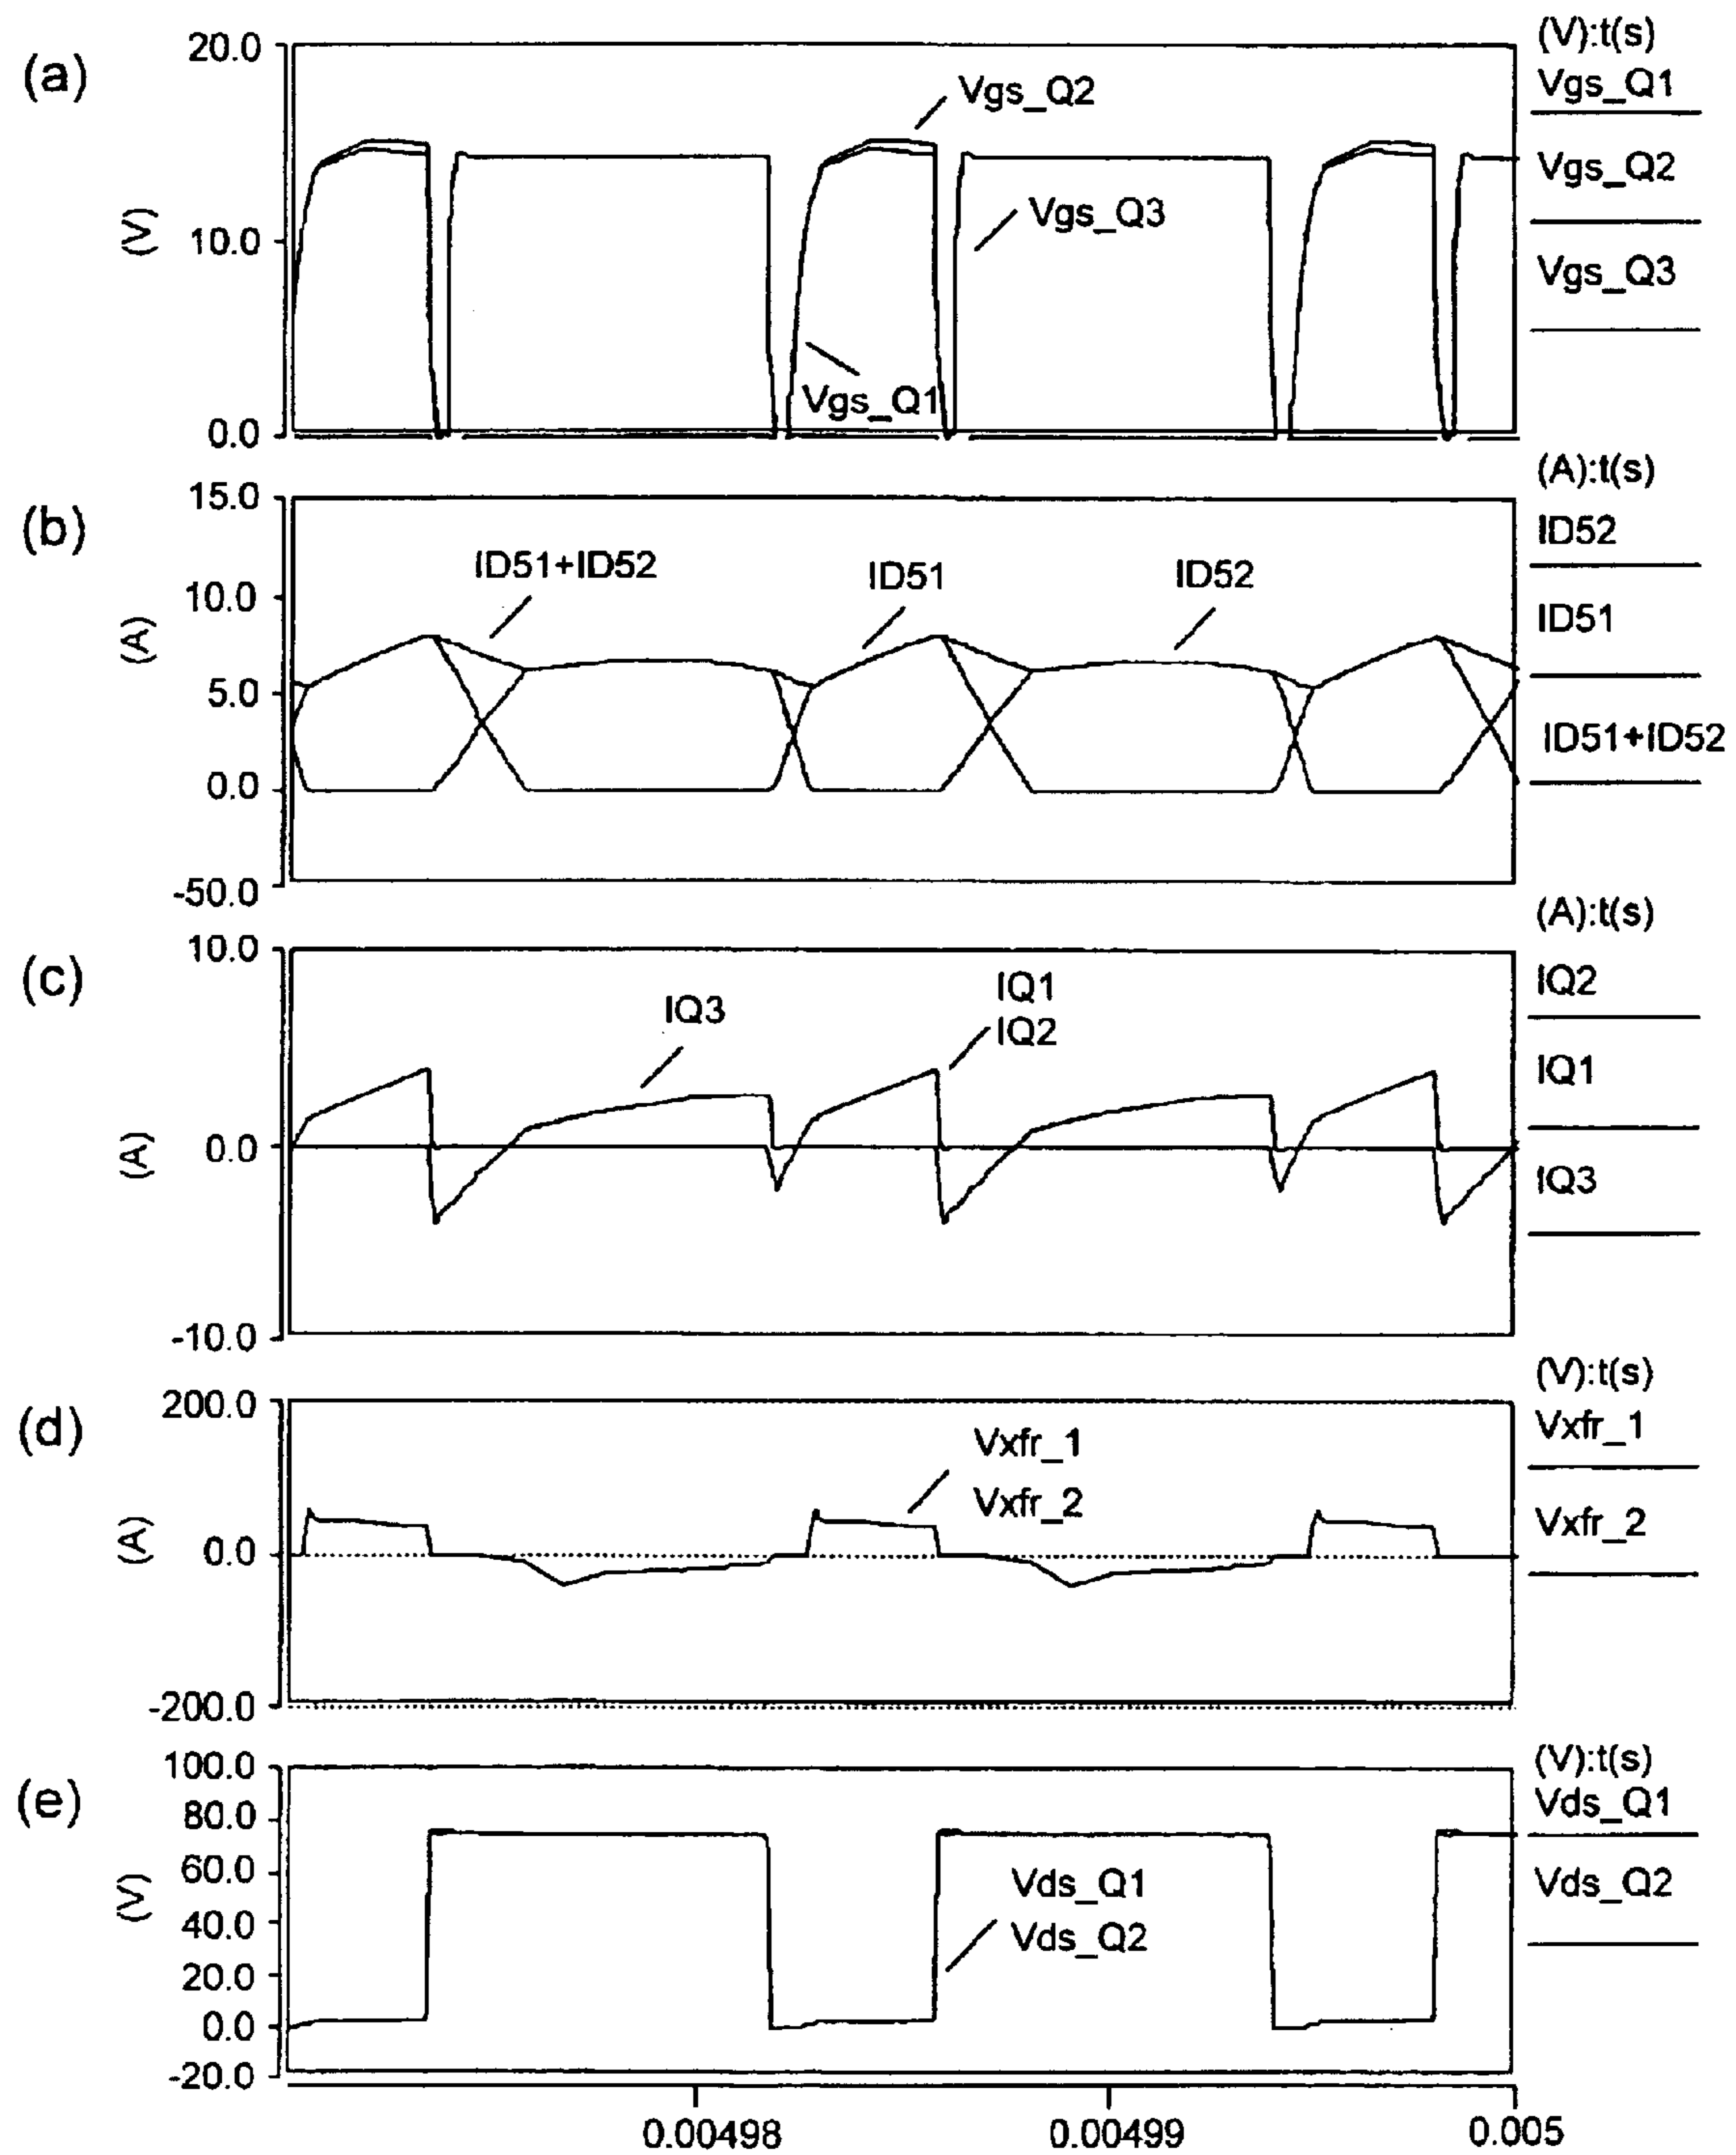 (a)
20.0
10.0
0.0
(V)
Vgs_Q2
Vgs_Q3
Vgs_Q1
(V):t(s)
Vgs_Q1
Vgs_Q2
Vgs_Q3
(b)
15.0
10.0
5.0
0.0
-50.0
(A)
ID51+ID52
ID51
ID52
(A):t(s)
ID52
ID51
ID51+ID52
(c)
10.0
0.0
-10.0
(A)
IQ3
IQ1
IQ2
(A):t(s)
IQ2
IQ1
IQ3
(d)
200.0
0.0
-200.0
(A)
Vxfr_1
Vxfr_2
(V):t(s)
Vxfr_1
Vxfr_2
(e)
100.0
80.0
60.0
40.0
20.0
0.0
-20.0
(V)
Vds_Q1
Vds_Q2
(V):t(s)
Vds_Q1
Vds_Q2
0.00498
0.00499
0.005